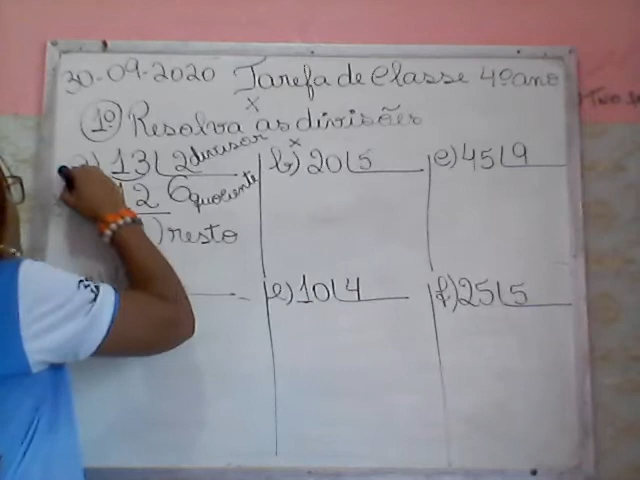 30-09-2020 Tarefa de Classe 4º ano
1º Resolva as divisões
13 2 divisor
12 6 quociente
resto
b) 20 5
c) 45 9
e) 10 4
f) 25 5